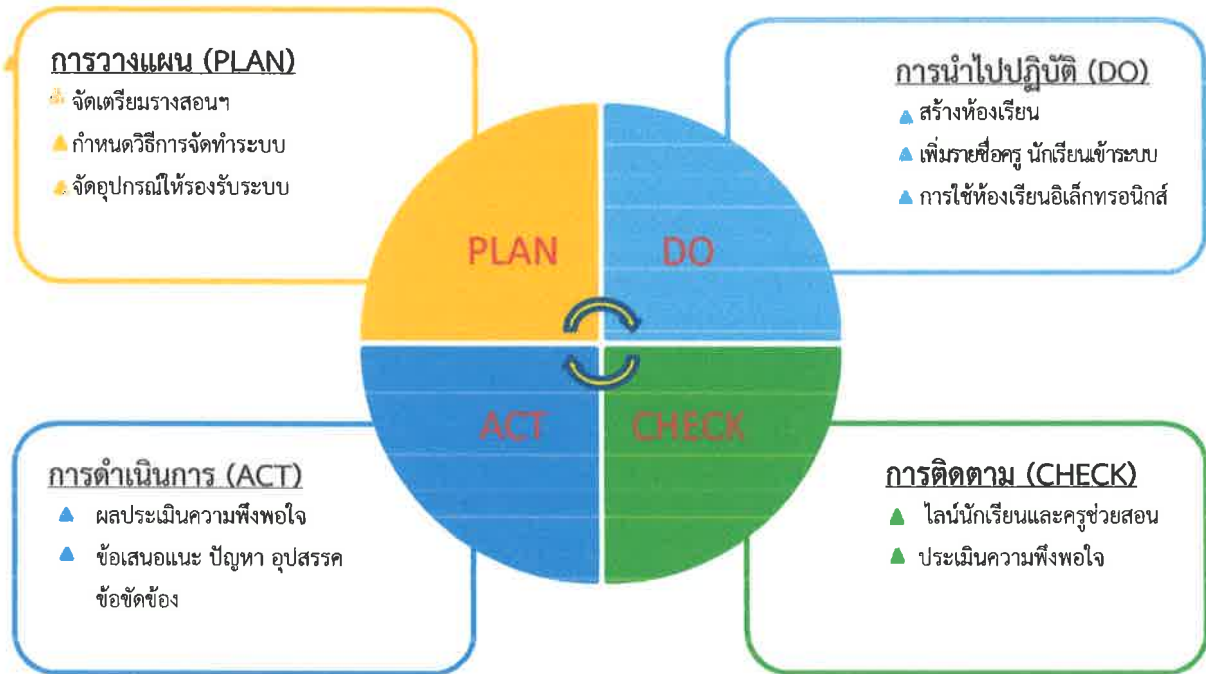 การวางแผน (PLAN)
จัดเตรียมรางสอนฯ
กำหนดวิธีการจัดทำระบบ
จัดอุปกรณ์ให้รองรับระบบ
การนำไปปฏิบัติ (DO)
สร้างห้องเรียน
เพิ่มรายชื่อครู นักเรียนเข้าระบบ
การใช้ห้องเรียนอิเล็กทรอนิกส์
PLAN
DO
ACT
CHECK
การดำเนินการ (ACT)
ผลประเมินความพึงพอใจ
ข้อเสนอแนะ ปัญหา อุปสรรค
ข้อขัดข้อง
การติดตาม (CHECK)
ไลน์นักเรียนและครูช่วยสอน
ประเมินความพึงพอใจ